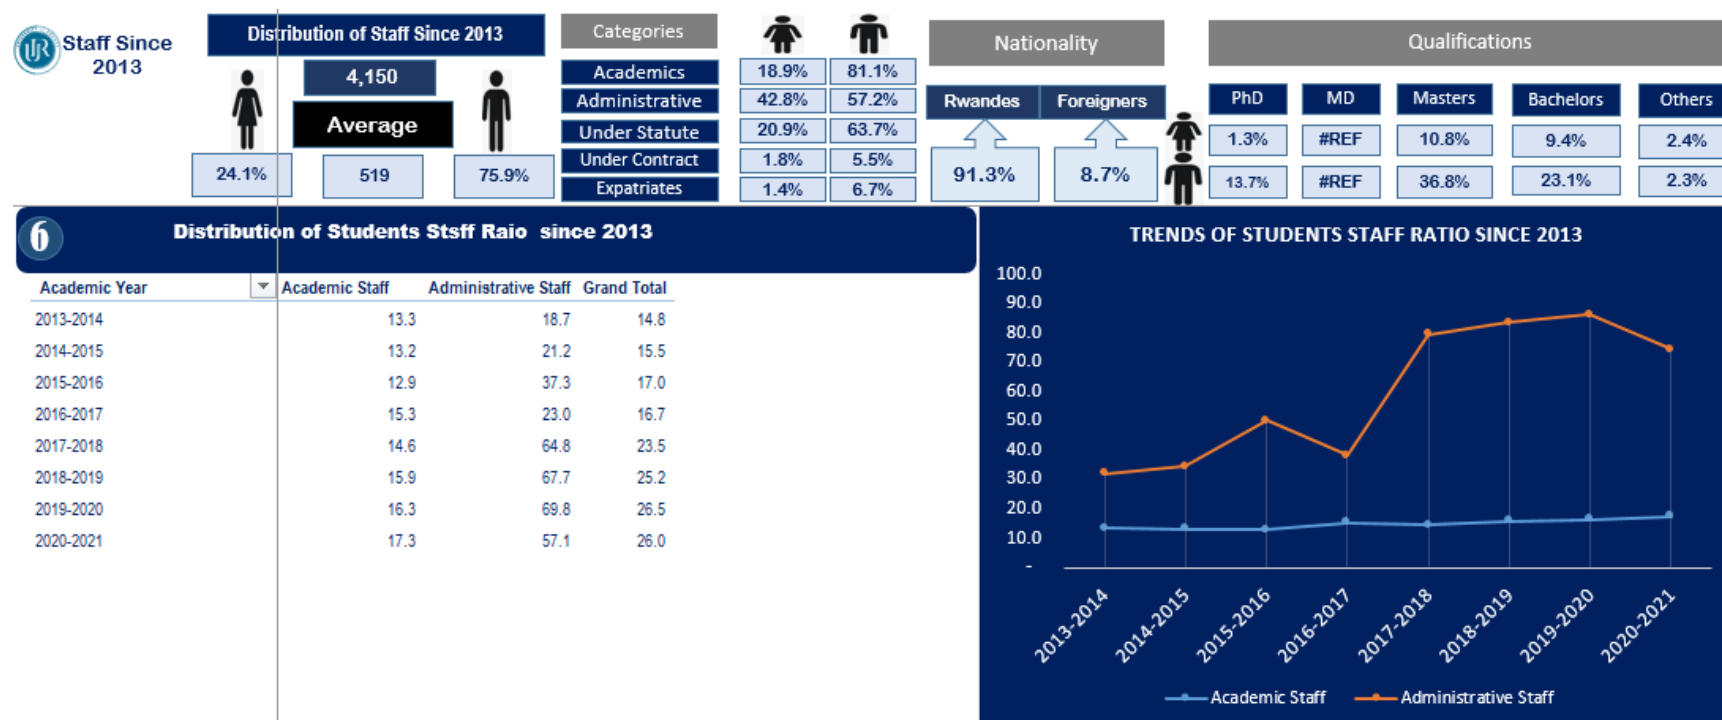 UR
Staff Since
2013
Distribution of Staff Since 2013
4,150
Average
24.1%
519
75.9%
Categories
Academics 18.9% 81.1%
Administrative 42.8% 57.2%
Under Statute 20.9% 63.7%
Under Contract 1.8% 5.5%
Expatriates 1.4% 6.7%
Nationality
Rwandes Foreigners
91.3% 8.7%
Qualifications
PhD MD Masters Bachelors Others
1.3% #REF 10.8% 9.4% 2.4%
13.7% #REF 36.8% 23.1% 2.3%
6
Distribution of Students Stsff Raio since 2013
Academic Year Academic Staff Administrative Staff Grand Total
2013-2014 13.3 18.7 14.8
2014-2015 13.2 21.2 15.5
2015-2016 12.9 37.3 17.0
2016-2017 15.3 23.0 16.7
2017-2018 14.6 64.8 23.5
2018-2019 15.9 67.7 25.2
2019-2020 16.3 69.8 26.5
2020-2021 17.3 57.1 26.0
TRENDS OF STUDENTS STAFF RATIO SINCE 2013
100.0
90.0
80.0
70.0
60.0
50.0
40.0
30.0
20.0
10.0
-
2013-2014 2014-2015 2015-2016 2016-2017 2017-2018 2018-2019 2019-2020 2020-2021
Academic Staff Administrative Staff